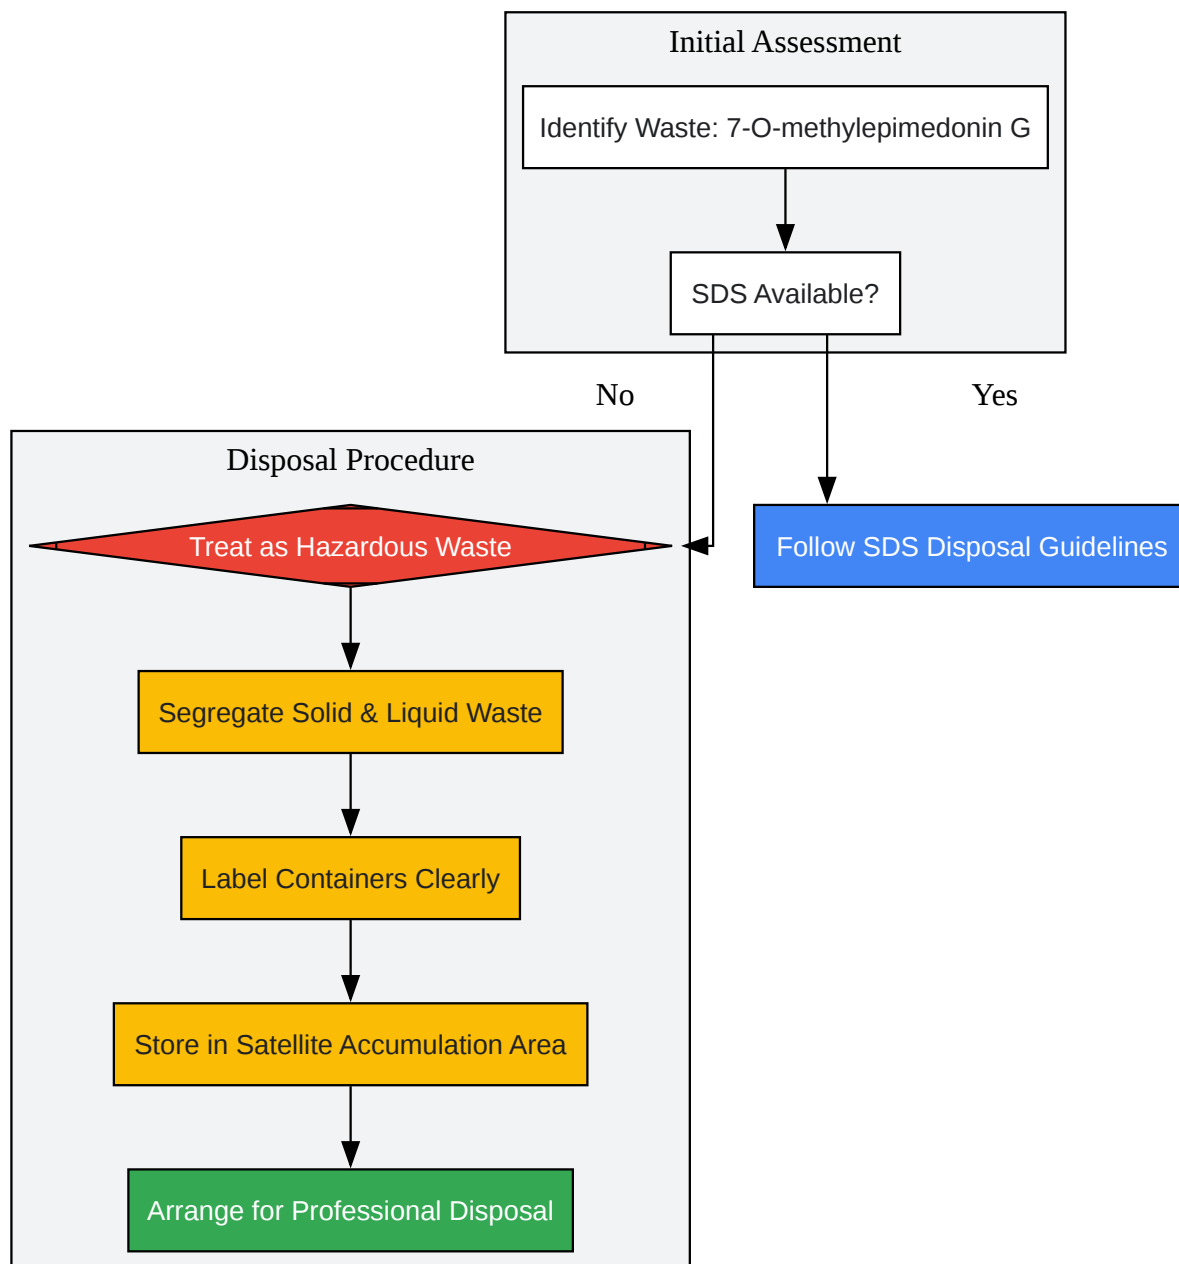 Initial Assessment
Identify Waste: 7-O-methylepimedonin G
SDS Available?
No
Yes
Disposal Procedure
Treat as Hazardous Waste
Follow SDS Disposal Guidelines
Segregate Solid & Liquid Waste
Label Containers Clearly
Store in Satellite Accumulation Area
Arrange for Professional Disposal